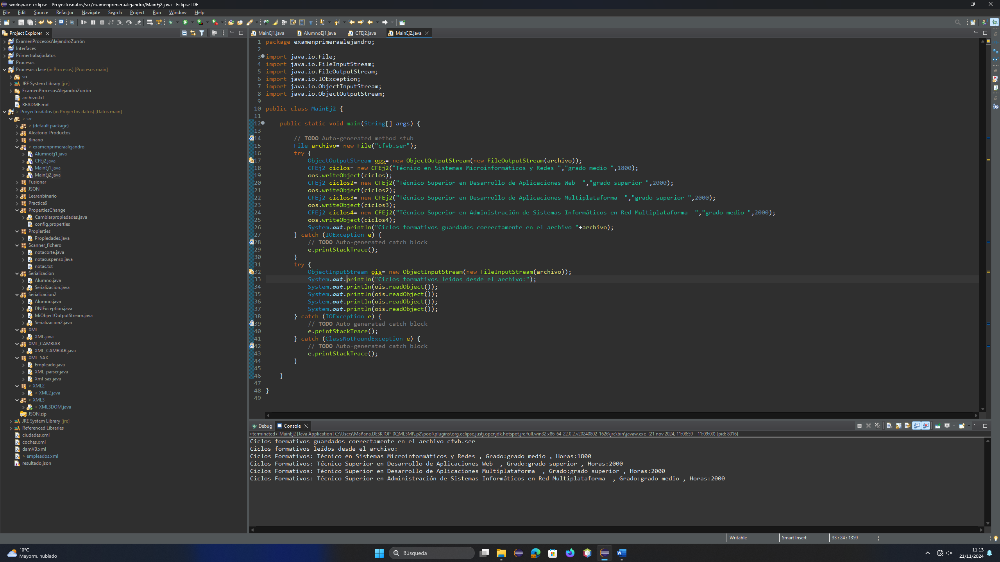 workspace-eclipse - Proyectosdatos/src/examenprimeraalejandro/MainEj2.java - Eclipse IDE
File Edit Source Refactor Navigate Search Project Run Window Help
Project Explorer
ExamenProcesosAlejandroZurrón
Interfaces
Primertrabajodatos
Procesos
Procesos clase (in Procesos) [Procesos main]
src
JRE System Library [jre]
ExamenProcesosAlejandroZurrón
archivo.txt
README.md
> Proyectosdatos (in Proyectos datos) [Datos main]
> src
> (default package)
Aleatorio_Productos
Binario
> examenprimeraalejandro
AlumnoEj1.java
CFEj2.java
MainEj1.java
MainEj2.java
Fusionar
JSON
Leerenbinario
Practica9
PropertiesChange
Cambiarpropiedades.java
config.properties
Propierties
Propiedades.java
Scanner_fichero
notacorte.java
notasuspenso.java
notas.txt
Serializacion
Alumno.java
Serializacion.java
Serializacion2
Alumno.java
DNIException.java
MiObjectOutputStream.java
Serializacion2.java
XML
XML.java
XML_CAMBIAR
XML_CAMBIAR.java
XML_SAX
Empleado.java
XML_parser.java
Xml_sax.java
> XML2
> XML2.java
> XML3
> XML3DOM.java
JSON.zip
JRE System Library [jre]
Referenced Libraries
ciudades.xml
coches.xml
damVB.xml
> empleados.xml
resultado.json
MainEj1.java AlumnoEj1.java CFEj2.java MainEj2.java
1 package examenprimeraalejandro;
2
3 import java.io.File;
4 import java.io.FileInputStream;
5 import java.io.FileOutputStream;
6 import java.io.IOException;
7 import java.io.ObjectInputStream;
8 import java.io.ObjectOutputStream;
9
10 public class MainEj2 {
11
12 public static void main(String[] args) {
13
14 // TODO Auto-generated method stub
15 File archivo= new File("cfvb.ser");
16 try {
17 ObjectOutputStream oos= new ObjectOutputStream(new FileOutputStream(archivo));
18 CFEj2 ciclos= new CFEj2("Técnico en Sistemas Microinformáticos y Redes ","grado medio ",1800);
19 oos.writeObject(ciclos);
20 CFEj2 ciclos2= new CFEj2("Técnico Superior en Desarrollo de Aplicaciones Web  ","grado superior ",2000);
21 oos.writeObject(ciclos2);
22 CFEj2 ciclos3= new CFEj2("Técnico Superior en Desarrollo de Aplicaciones Multiplataforma  ","grado superior ",2000);
23 oos.writeObject(ciclos3);
24 CFEj2 ciclos4= new CFEj2("Técnico Superior en Administración de Sistemas Informáticos en Red Multiplataforma  ","grado medio ",2000);
25 oos.writeObject(ciclos4);
26 System.out.println("Ciclos formativos guardados correctamente en el archivo "+archivo);
27 } catch (IOException e) {
28 // TODO Auto-generated catch block
29 e.printStackTrace();
30 }
31 try {
32 ObjectInputStream ois= new ObjectInputStream(new FileInputStream(archivo));
33 System.out.println("Ciclos formativos leídos desde el archivo:");
34 System.out.println(ois.readObject());
35 System.out.println(ois.readObject());
36 System.out.println(ois.readObject());
37 System.out.println(ois.readObject());
38 } catch (IOException e) {
39 // TODO Auto-generated catch block
40 e.printStackTrace();
41 } catch (ClassNotFoundException e) {
42 // TODO Auto-generated catch block
43 e.printStackTrace();
44 }
45
46 }
47
48 }
49
Debug Console
<terminated> MainEj2 [Java Application] C:\Users\Mañana.DESKTOP-0QML5MI\.p2\pool\plugins\org.eclipse.justj.openjdk.hotspot.jre.full.win32.x86_64_22.0.2.v20240802-1626\jre\bin\javaw.exe (21 nov 2024, 11:08:59 – 11:09:00) [pid: 8016]
Ciclos formativos guardados correctamente en el archivo cfvb.ser
Ciclos formativos leídos desde el archivo:
Ciclos Formativos: Técnico en Sistemas Microinformáticos y Redes , Grado:grado medio , Horas:1800
Ciclos Formativos: Técnico Superior en Desarrollo de Aplicaciones Web  , Grado:grado superior , Horas:2000
Ciclos Formativos: Técnico Superior en Desarrollo de Aplicaciones Multiplataforma  , Grado:grado superior , Horas:2000
Ciclos Formativos: Técnico Superior en Administración de Sistemas Informáticos en Red Multiplataforma  , Grado:grado medio , Horas:2000
Writable Smart Insert 33 : 24 : 1359
10°C
Mayorm. nublado
Búsqueda
11:13
21/11/2024